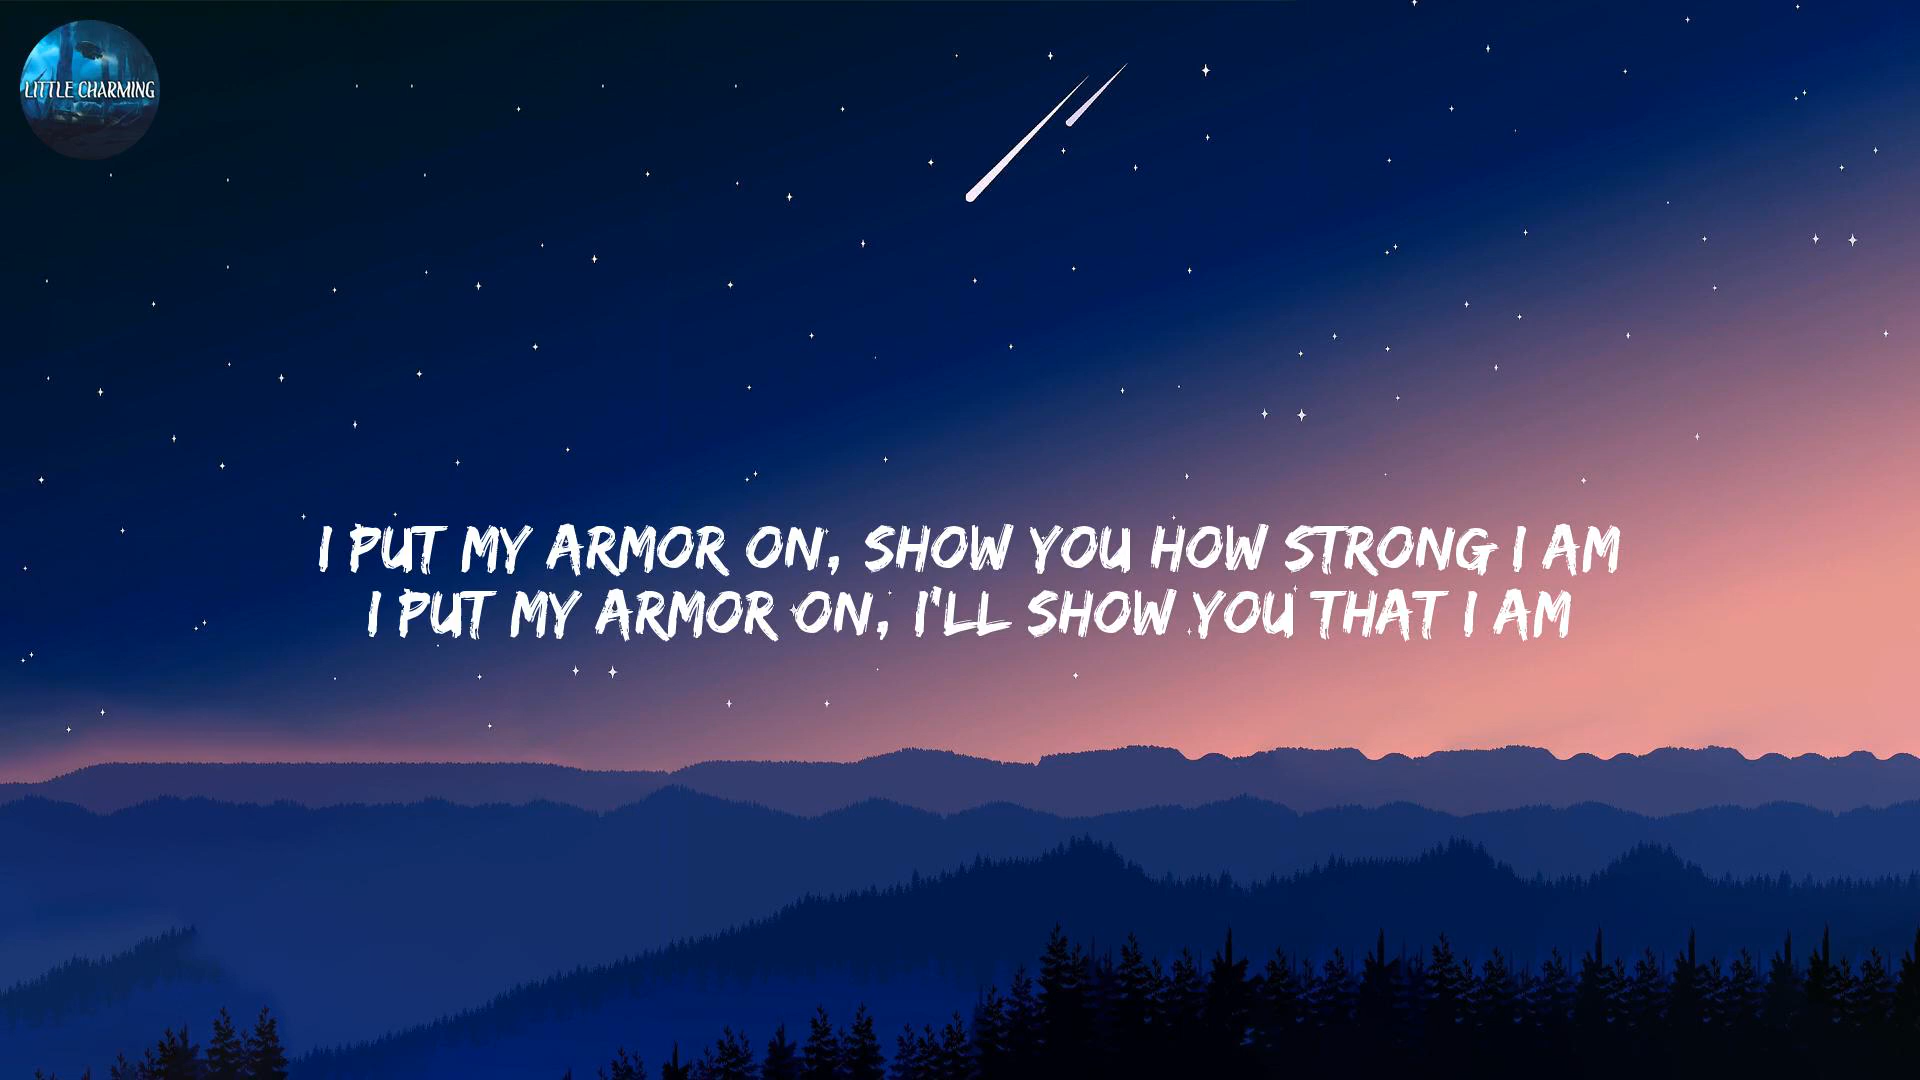 LITTLE CHARMING
I PUT MY ARMOR ON, SHOW YOU HOW STRONG I AM
I PUT MY ARMOR ON, I'LL SHOW YOU THAT I AM